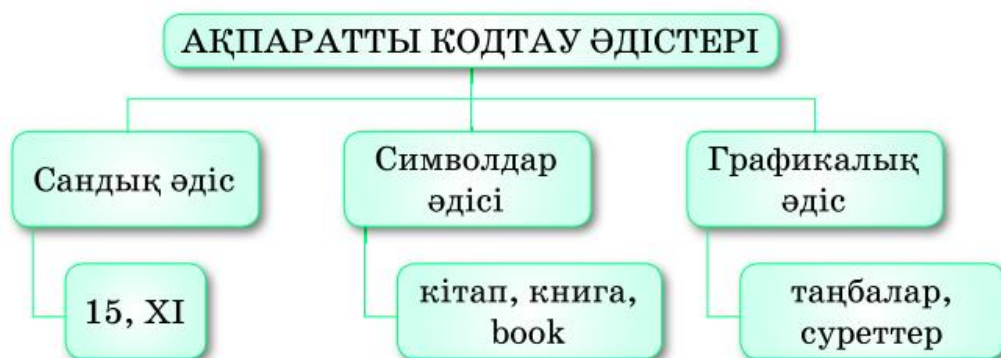 АҚПАРАТТЫ КОДТАУ ӘДІСТЕРІ
Сандық әдіс
Символдар
әдісі
Графикалық
әдіс
15, XI
кітап, книга,
book
таңбалар,
суреттер